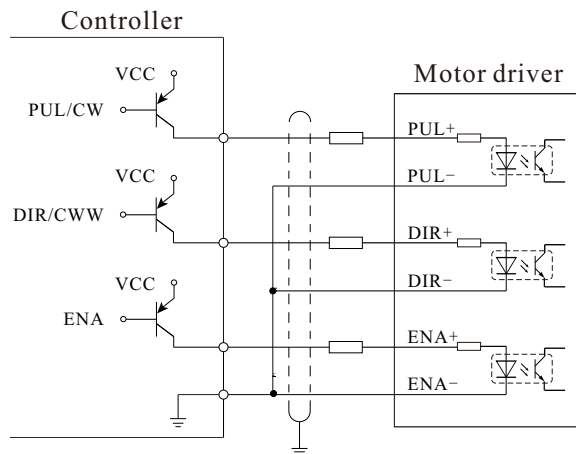 Controller
Motor driver
VCC
PUL/CW
PUL+
PUL−
VCC
DIR/CWW
DIR+
DIR−
VCC
ENA
ENA+
ENA−